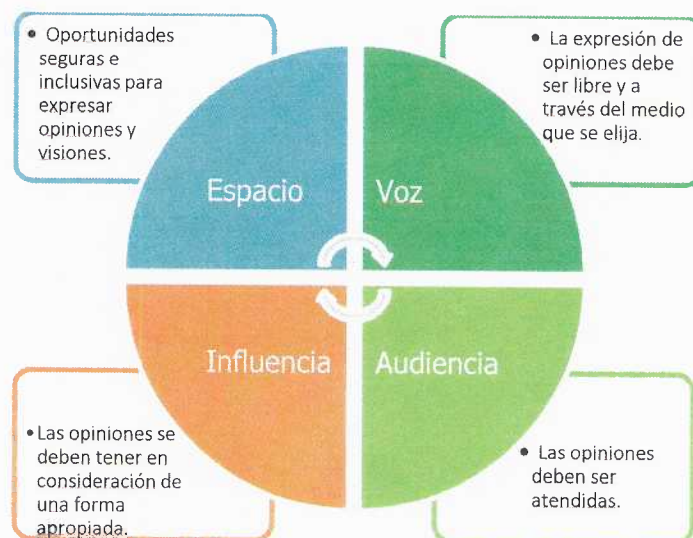 • Oportunidades
seguras e
inclusivas para
expresar
opiniones y
visiones.
• La expresión de
opiniones debe
ser libre y a
través del medio
que se elija.
Espacio
Voz
Influencia
Audiencia
• Las opiniones se
deben tener en
consideración de
una forma
apropiada.
• Las opiniones
deben ser
atendidas.